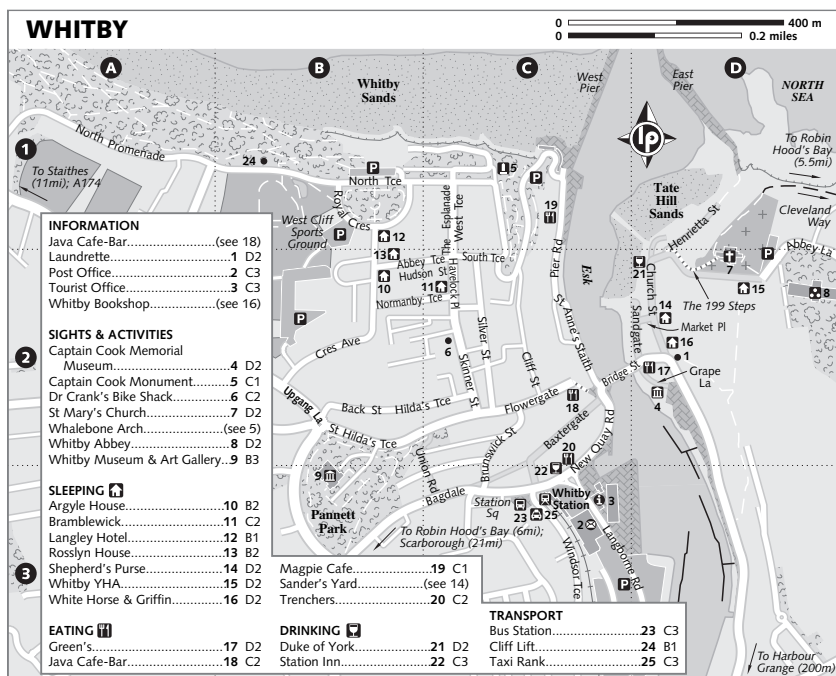 WHITBY
0 400 m
0 0.2 miles
A
B
C
D
1
2
3
Whitby
Sands
West
Pier
East
Pier
NORTH
SEA
To Robin
Hood's Bay
(5.5mi)
Cleveland
Way
North Promenade
To Staithes
(11mi); A174
24
P
North Tce
Royal Cres
West Cliff
Sports
Ground
P
The Esplanade
West Tce
5
P
19
Pier Rd
Esk
lp
Tate
Hill
Sands
Henrietta St
Abbey La
P
7
15
8
The 199 Steps
21
Church St
14
Sandgate
Market Pl
16
1
Grape
La
17
4
12
13
Abbey Tce
South Tce
Hudson St
10
11
Normanby Tce
Havelock Pl
P
Cres Ave
6
Silver St
Skinner St
Cliff St
St Anne's Staith
Bridge St
Upgang La
Back St Hilda's Tce
St Hilda's Tce
Flowergate
18
Baxtergate
New Quay Rd
20
22
Brunswick St
Union Rd
Bagdale
9
Pannett
Park
Station
Sq
23
25
Whitby
Station
3
2
Windsor Tce
Langborne Rd
P
To Robin Hood's Bay (6mi);
Scarborough (21mi)
To Harbour
Grange (200m)
INFORMATION
Java Cafe-Bar..............................(see 18)
Laundrette....................................1 D2
Post Office....................................2 C3
Tourist Office................................3 C3
Whitby Bookshop........................(see 16)
SIGHTS & ACTIVITIES
Captain Cook Memorial
Museum....................................4 D2
Captain Cook Monument............5 C1
Dr Crank's Bike Shack..................6 C2
St Mary's Church.........................7 D2
Whalebone Arch..........................(see 5)
Whitby Abbey..............................8 D2
Whitby Museum & Art Gallery..9 B3
SLEEPING
Argyle House..............................10 B2
Bramblewick...............................11 C2
Langley Hotel.............................12 B1
Rosslyn House............................13 B2
Shepherd's Purse........................14 D2
Whitby YHA...............................15 D2
White Horse & Griffin................16 D2
EATING
Green's.......................................17 D2
Java Cafe-Bar..............................18 C2
Magpie Cafe...............................19 C1
Sander's Yard.............................(see 14)
Trenchers....................................20 C2
DRINKING
Duke of York..............................21 D2
Station Inn..................................22 C3
TRANSPORT
Bus Station.................................23 C3
Cliff Lift......................................24 B1
Taxi Rank...................................25 C3